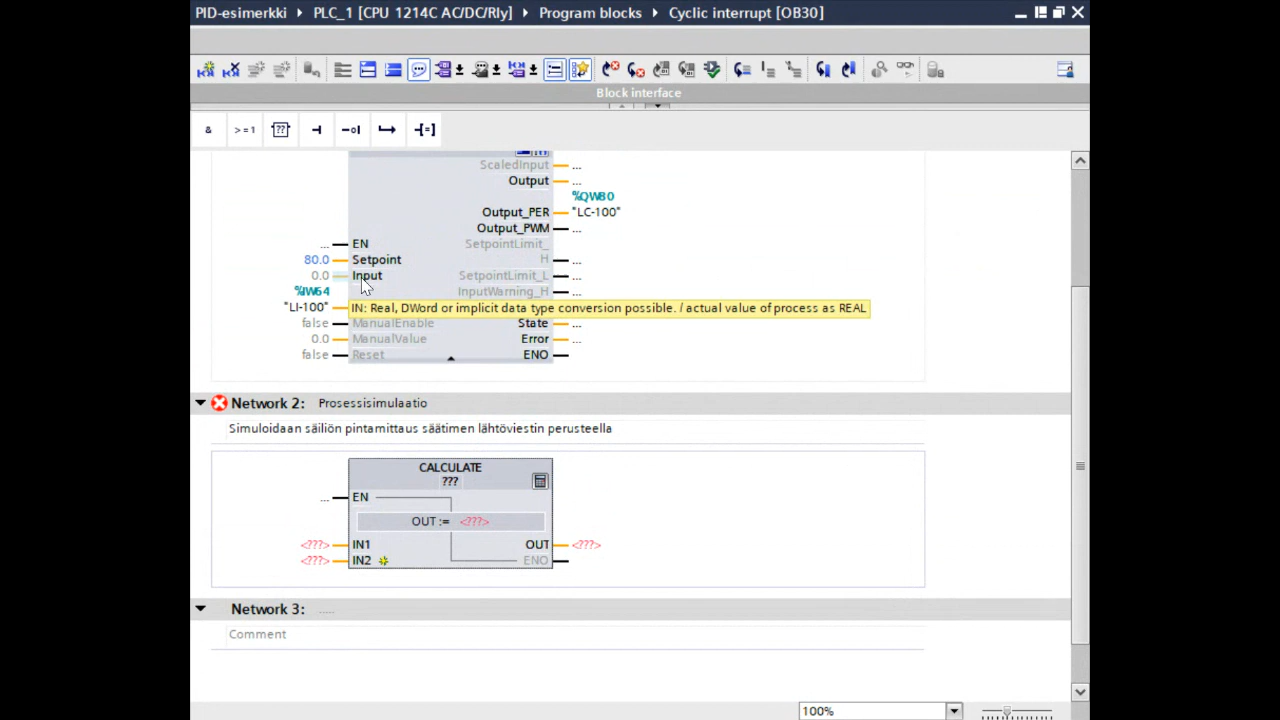 PID-esimerkki ▸ PLC_1 [CPU 1214C AC/DC/Rly] ▸ Program blocks ▸ Cyclic interrupt [OB30]
Block interface
& >=1 ??
ScaledInput ...
Output ...
%QW80
Output_PER "LC-100"
Output_PWM ...
... EN SetpointLimit_
80.0 Setpoint H ...
0.0 Input SetpointLimit_L ...
%IW64 InputWarning_H ...
"LI-100" IN: Real, DWord or implicit data type conversion possible. / actual value of process as REAL
false ManualEnable State ...
0.0 ManualValue Error ...
false Reset ENO
Network 2: Prosessisimulaatio
Simuloidaan säiliön pintamittaus säätimen lähtöviestin perusteella
CALCULATE
???
... EN
OUT := <???>
<???> IN1 OUT <???>
<???> IN2 ENO
Network 3: .....
Comment
100%